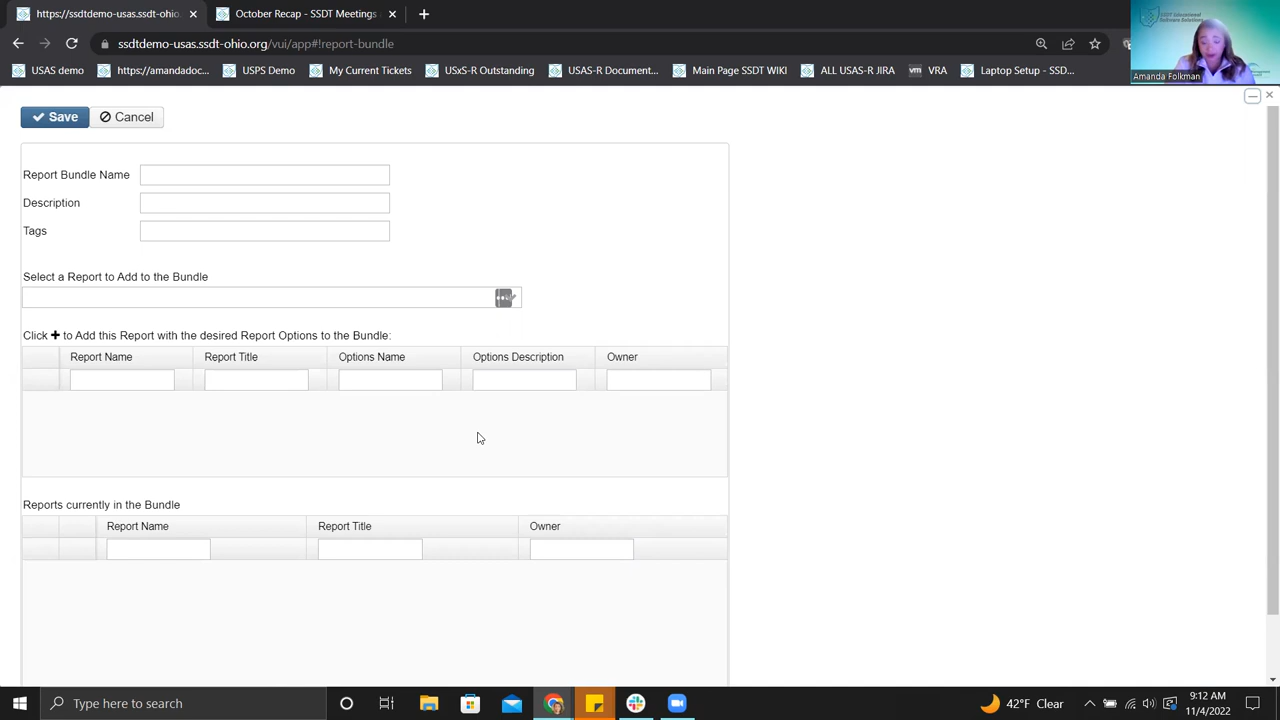 https://ssdtdemo-usas.ssdt-ohio
October Recap - SSDT Meetings
ssdtdemo-usas.ssdt-ohio.org/vui/app#!report-bundle
USAS demo
https://amandadoc...
USPS Demo
My Current Tickets
USxS R Outstanding
USAS-R Document...
Main Page SSDT WIKI
ALL USAS-R JIRA
vm
VRA
Laptop Setup - SSD...
Amanda Folkman
Save
Cancel
Report Bundle Name
Description
Tags
Select a Report to Add to the Bundle
Click + to Add this Report with the desired Report Options to the Bundle:
Report Name
Report Title
Options Name
Options Description
Owner
Reports currently in the Bundle
Report Name
Report Title
Owner
Type here to search
42°F Clear
9:12 AM
11/4/2022